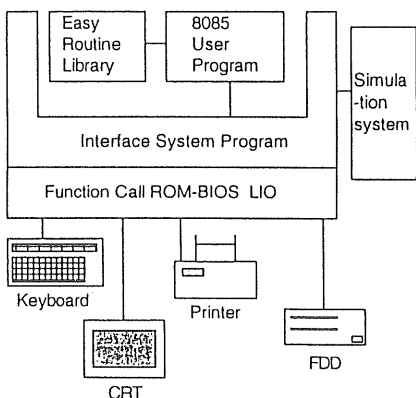 Easy
Routine
Library
8085
User
Program
Simula
-tion
system
Interface System Program
Function Call ROM-BIOS LIO
Keyboard
Printer
CRT
FDD